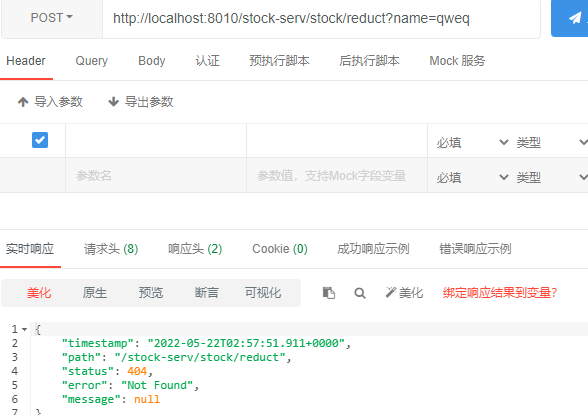 POST http://localhost:8010/stock-serv/stock/reduct?name=qweq
Header Query Body 认证 预执行脚本 后执行脚本 Mock 服务
导入参数 导出参数
必填 类型
参数名 参数值，支持Mock字段变量 必填 类型
实时响应 请求头 (8) 响应头 (2) Cookie (0) 成功响应示例 错误响应示例
美化 原生 预览 断言 可视化 美化 绑定响应结果到变量?
1 {
2 "timestamp": "2022-05-22T02:57:51.911+0000",
3 "path": "/stock-serv/stock/reduct",
4 "status": 404,
5 "error": "Not Found",
6 "message": null
7 }